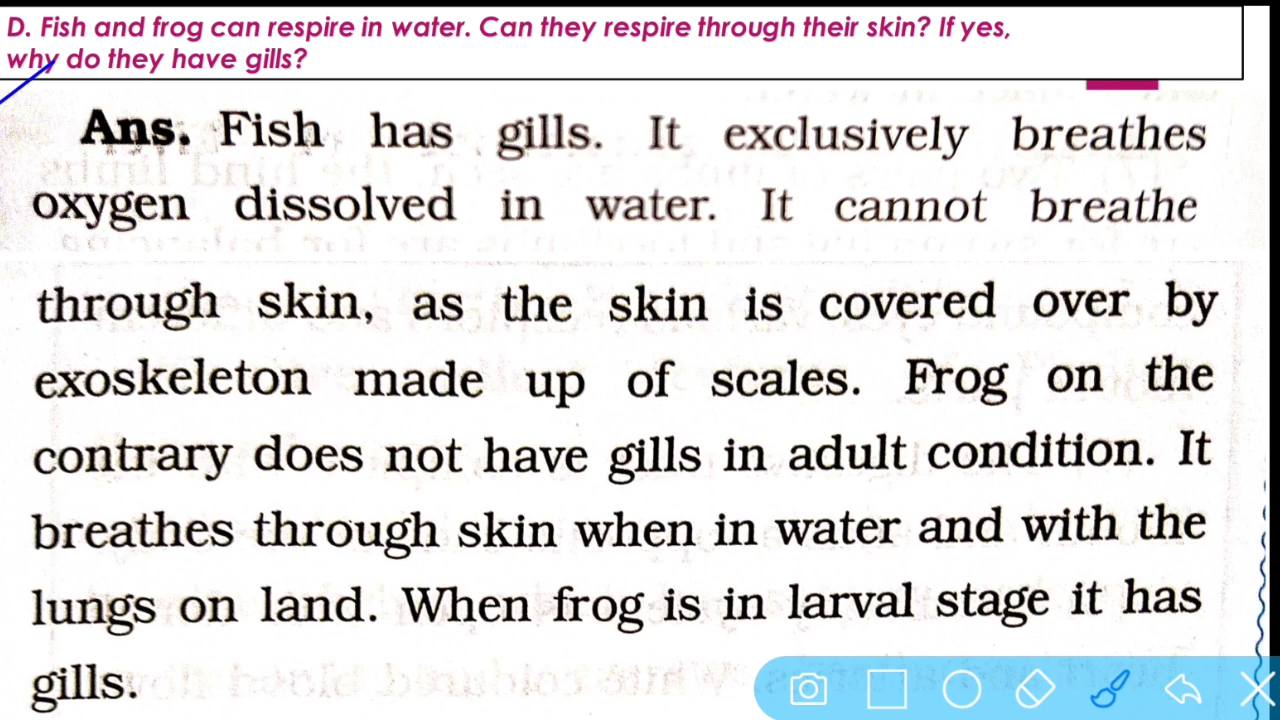 D. Fish and frog can respire in water. Can they respire through their skin? If yes,
why do they have gills?
Ans. Fish has gills. It exclusively breathes
oxygen dissolved in water. It cannot breathe
through skin, as the skin is covered over by
exoskeleton made up of scales. Frog on the
contrary does not have gills in adult condition. It
breathes through skin when in water and with the
lungs on land. When frog is in larval stage it has
gills.